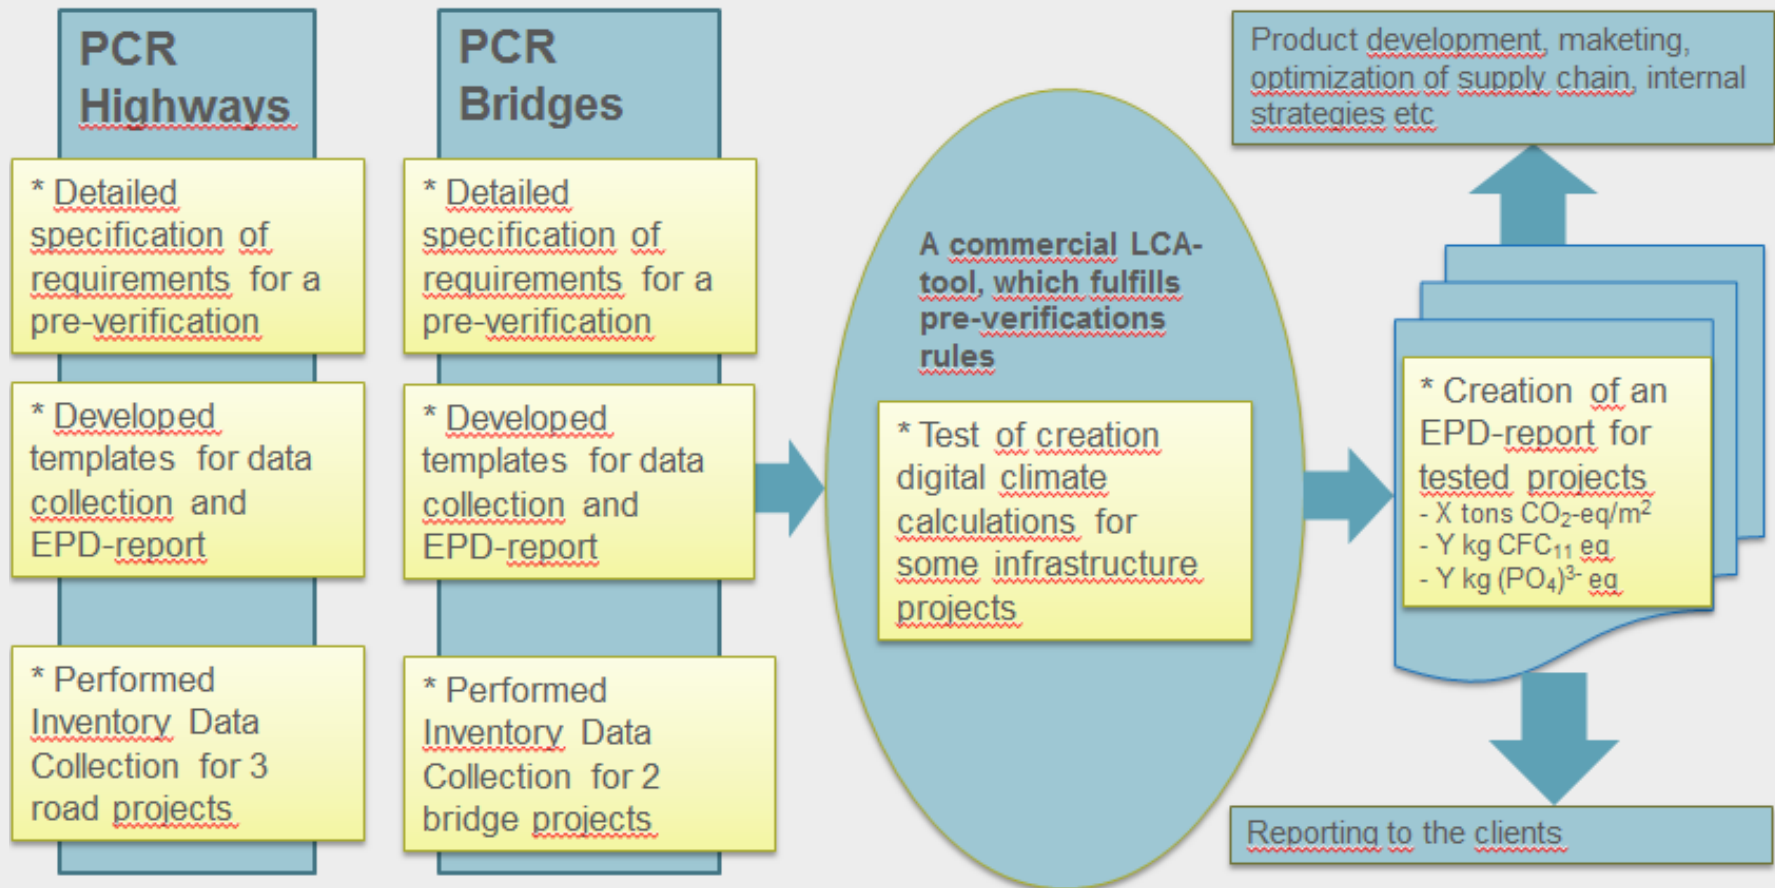 PCR
Highways
* Detailed
specification of
requirements for a
pre-verification
* Developed
templates for data
collection and
EPD-report
* Performed
Inventory Data
Collection for 3
road projects
PCR
Bridges
* Detailed
specification of
requirements for a
pre-verification
* Developed
templates for data
collection and
EPD-report
* Performed
Inventory Data
Collection for 2
bridge projects
A commercial LCA-
tool, which fulfills
pre-verifications
rules
* Test of creation
digital climate
calculations for
some infrastructure
projects
Product development, maketing,
optimization of supply chain, internal
strategies etc
* Creation of an
EPD-report for
tested projects
- X tons CO₂-eq/m²
- Y kg CFC₁₁ eq
- Y kg (PO₄)³⁻ eq
Reporting to the clients